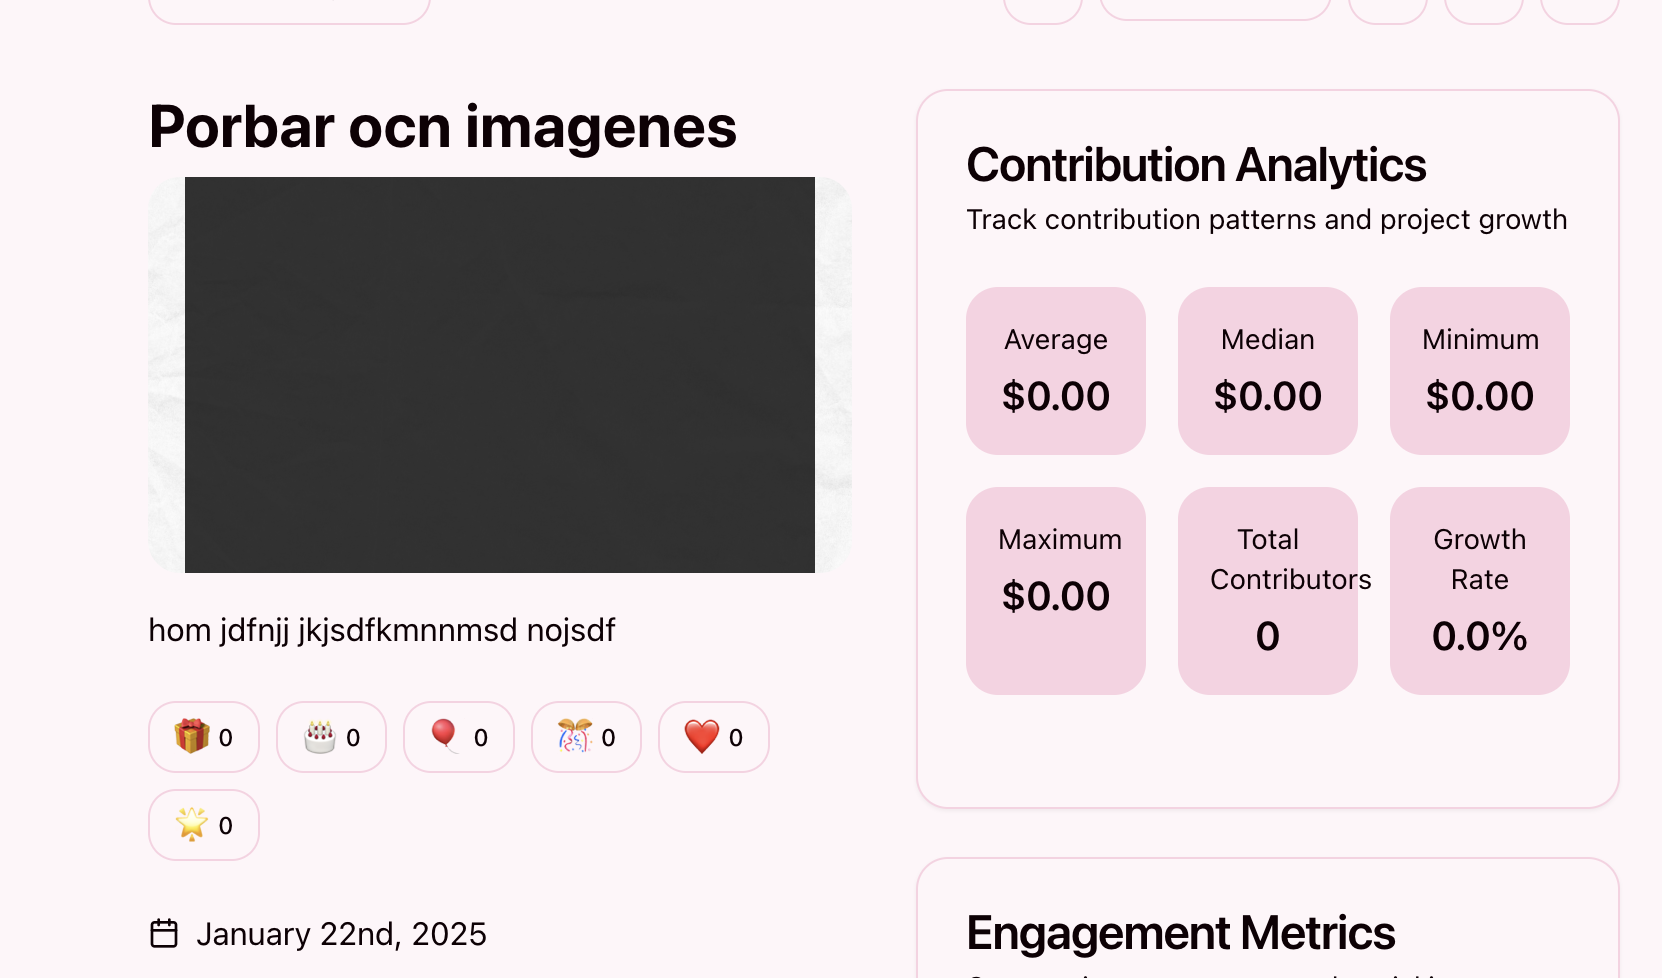 Porbar ocn imagenes
hom jdfnjj jkjsdfkmnnmsd nojsdf
0
0
0
0
0
0
January 22nd, 2025
Contribution Analytics
Track contribution patterns and project growth
Average
$0.00
Median
$0.00
Minimum
$0.00
Maximum
$0.00
Total
Contributors
0
Growth
Rate
0.0%
Engagement Metrics